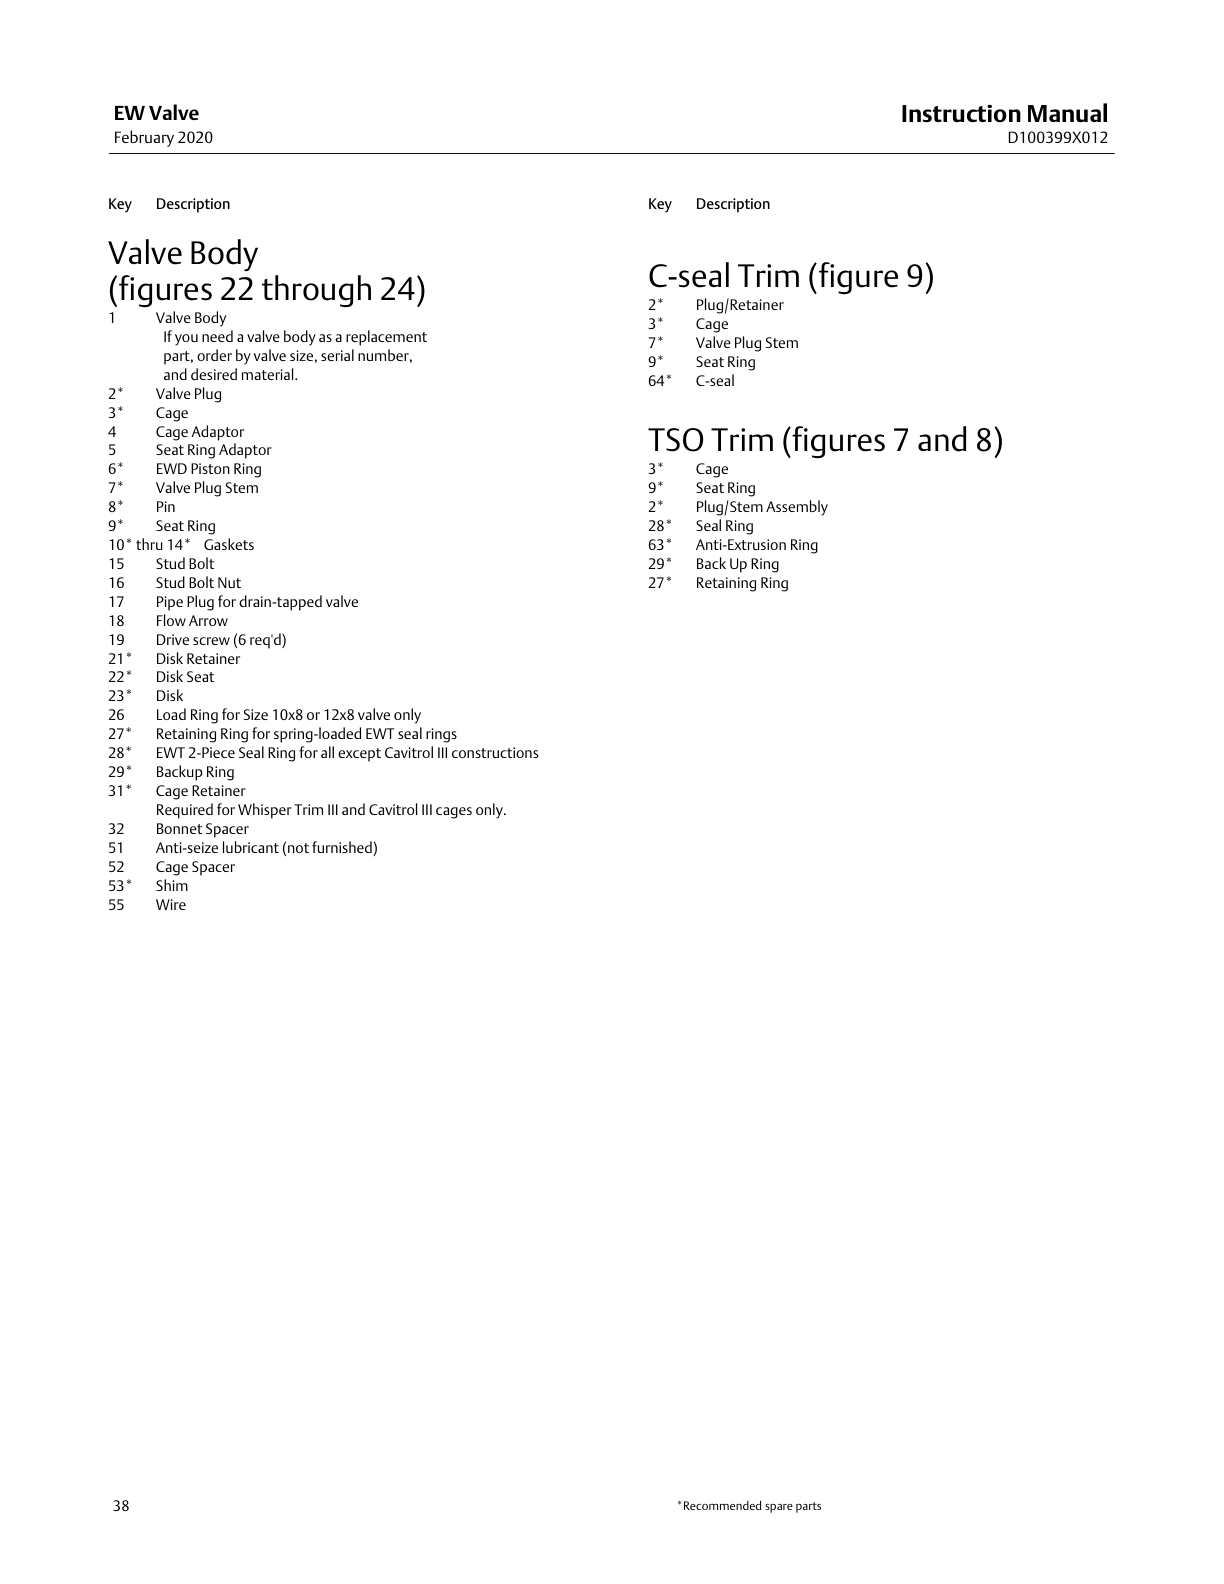 EW Valve
February 2020
Instruction Manual
D100399X012
Key Description
Valve Body
(figures 22 through 24)
1 Valve Body
If you need a valve body as a replacement
part, order by valve size, serial number,
and desired material.
2* Valve Plug
3* Cage
4 Cage Adaptor
5 Seat Ring Adaptor
6* EWD Piston Ring
7* Valve Plug Stem
8* Pin
9* Seat Ring
10* thru 14* Gaskets
15 Stud Bolt
16 Stud Bolt Nut
17 Pipe Plug for drain-tapped valve
18 Flow Arrow
19 Drive screw (6 req'd)
21* Disk Retainer
22* Disk Seat
23* Disk
26 Load Ring for Size 10x8 or 12x8 valve only
27* Retaining Ring for spring-loaded EWT seal rings
28* EWT 2-Piece Seal Ring for all except Cavitrol III constructions
29* Backup Ring
31* Cage Retainer
Required for Whisper Trim III and Cavitrol III cages only.
32 Bonnet Spacer
51 Anti-seize lubricant (not furnished)
52 Cage Spacer
53* Shim
55 Wire
Key Description
C-seal Trim (figure 9)
2* Plug/Retainer
3* Cage
7* Valve Plug Stem
9* Seat Ring
64* C-seal
TSO Trim (figures 7 and 8)
3* Cage
9* Seat Ring
2* Plug/Stem Assembly
28* Seal Ring
63* Anti-Extrusion Ring
29* Back Up Ring
27* Retaining Ring
38
*Recommended spare parts